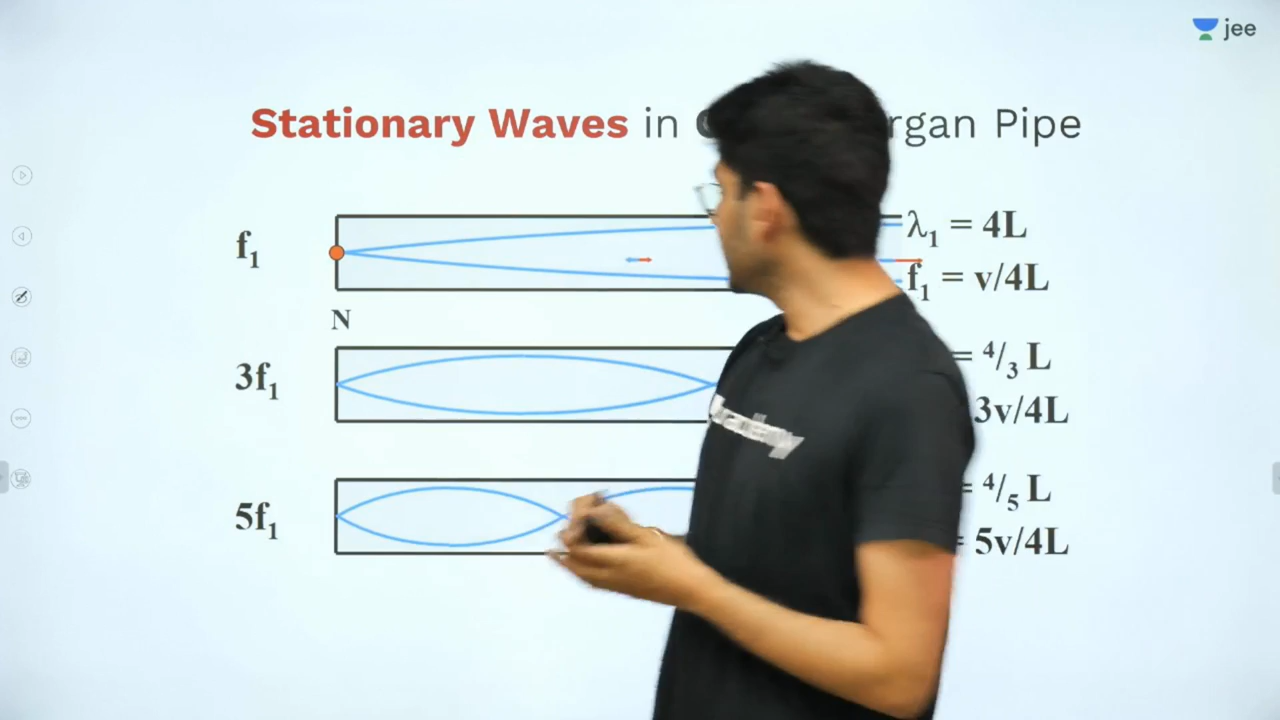 jee
Stationary Waves in rgan Pipe
f₁
λ₁ = 4L
f₁ = v/4L
N
3f₁
= ⁴/₃ L
3v/4L
5f₁
= ⁴/₅ L
= 5v/4L